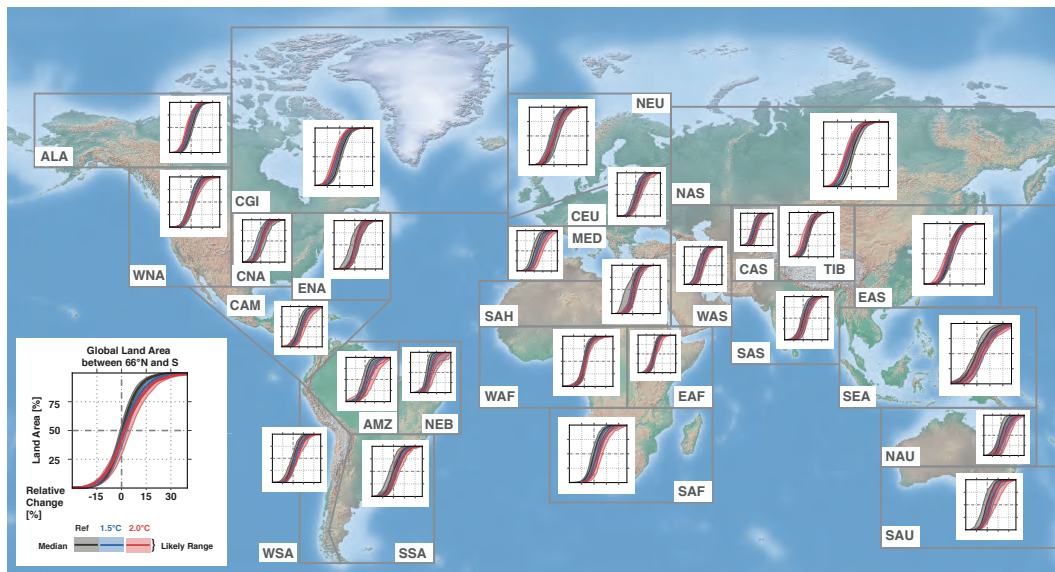 NEU
ALA
NAS
CGI
CEU
MED
WNA
CNA
CAS
TIB
ENA
EAS
CAM
SAH
WAS
SAS
WAF
EAF
SEA
AMZ
NEB
NAU
SAF
SAU
WSA
SSA
Global Land Area
between 66°N and S
Land Area [%]
75
50
25
Relative
Change
[%]
-15 0 15 30
Ref 1.5°C 2.0°C
Median } Likely Range